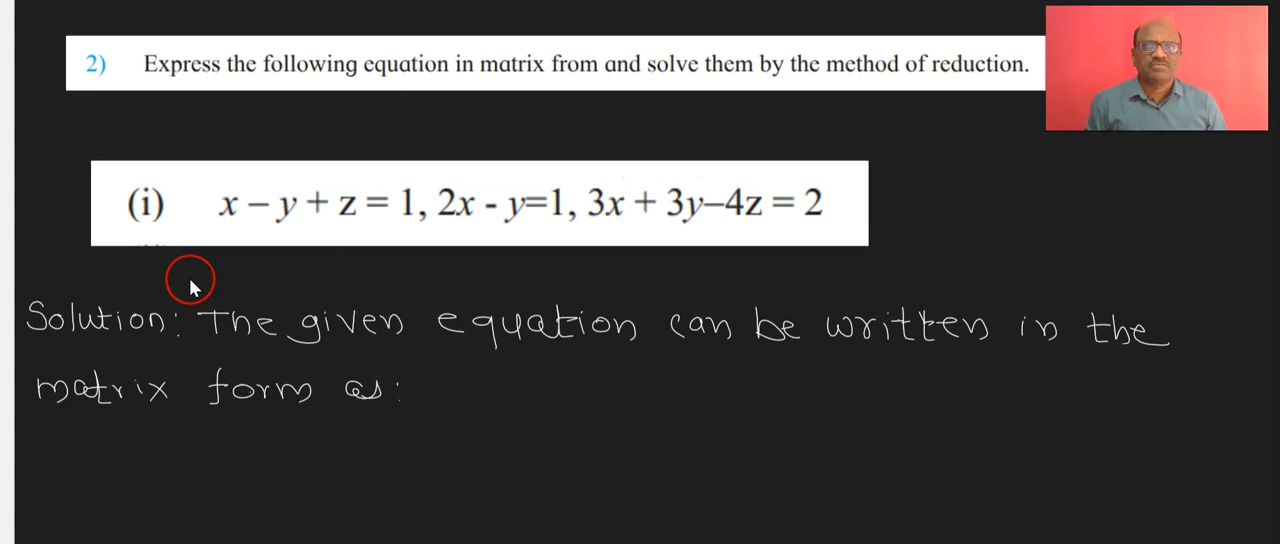 2) Express the following equation in matrix from and solve them by the method of reduction.
(i) x – y + z = 1, 2x - y=1, 3x + 3y–4z = 2
Solution: The given equation can be written in the
matrix form as: